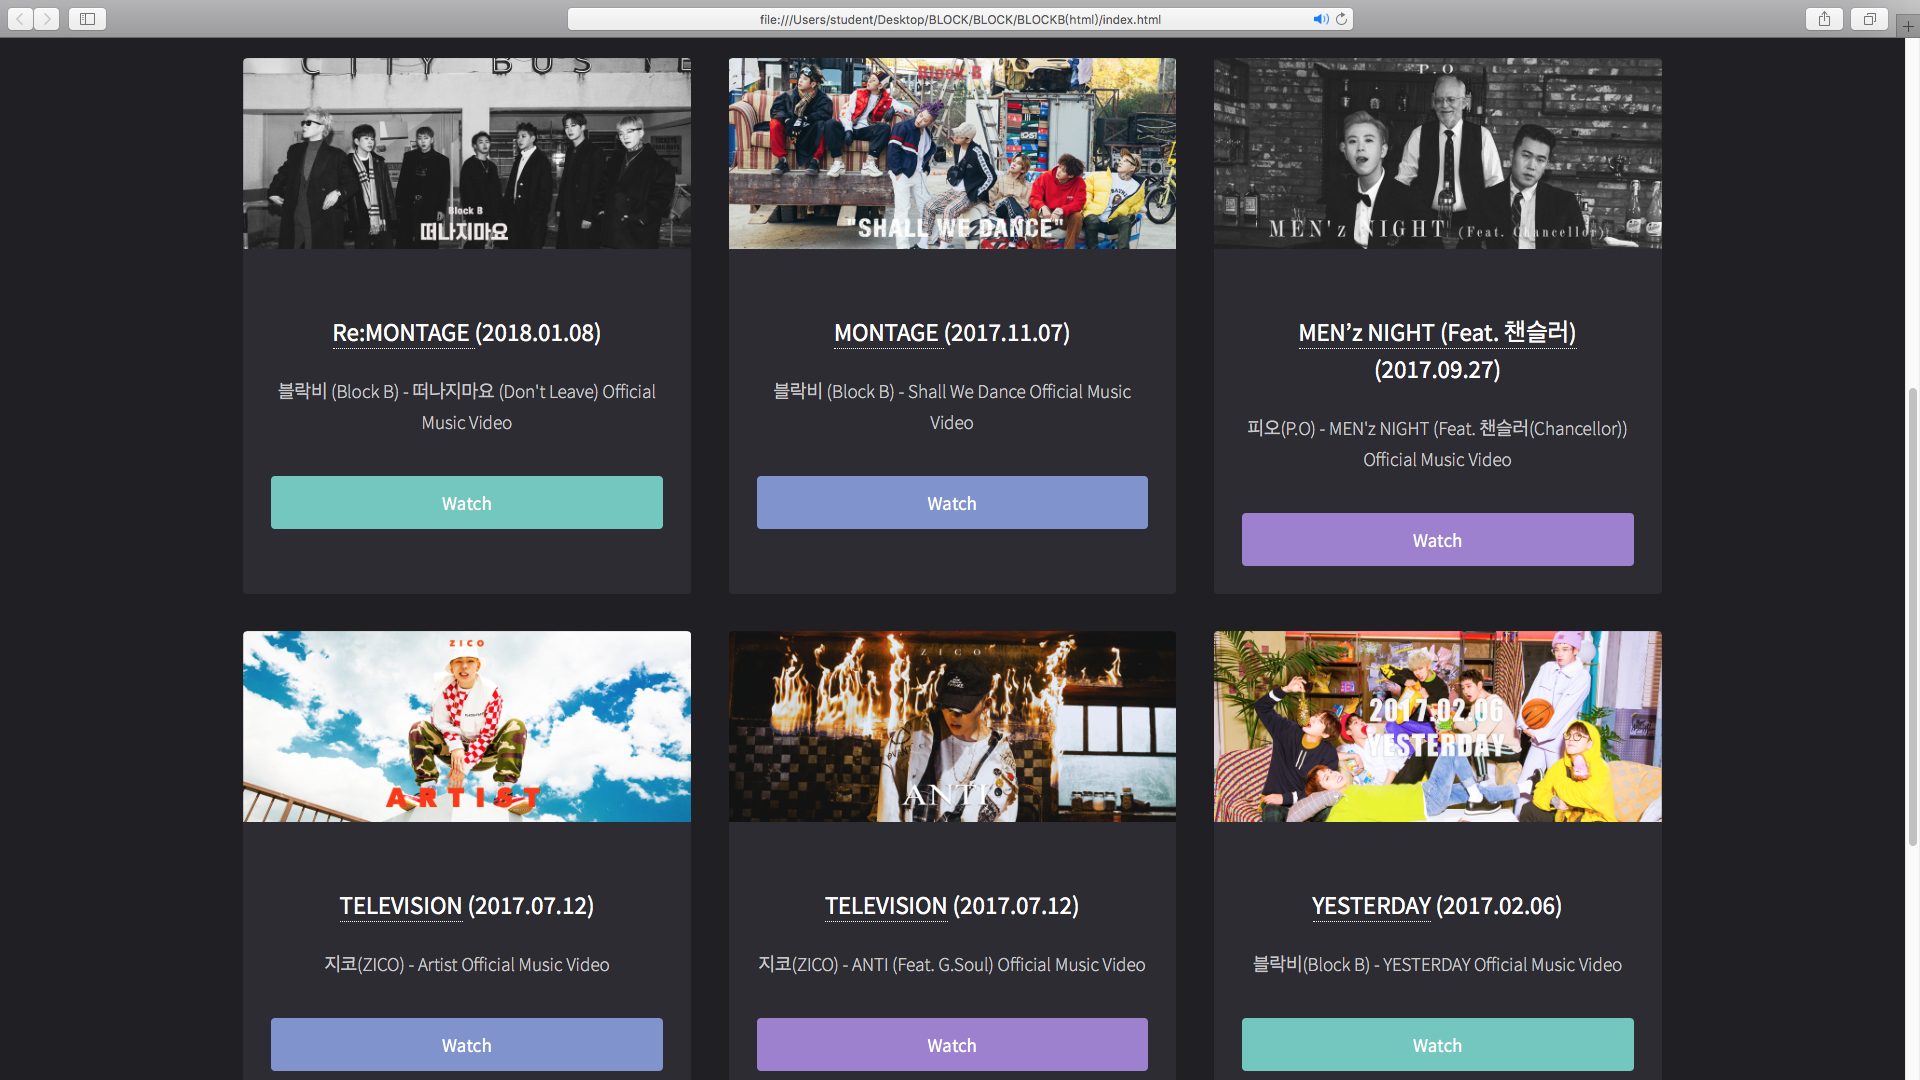 file:///Users/student/Desktop/BLOCK/BLOCK/BLOCKB(html)/index.html
CITY BUS TE
Block B
떠나지마요
Block B
"SHALL WE DANCE"
P.O
MEN'z NIGHT (Feat. Chancellor)
Re:MONTAGE (2018.01.08)
블락비 (Block B) - 떠나지마요 (Don't Leave) Official
Music Video
Watch
MONTAGE (2017.11.07)
블락비 (Block B) - Shall We Dance Official Music
Video
Watch
MEN’z NIGHT (Feat. 챈슬러)
(2017.09.27)
피오(P.O) - MEN'z NIGHT (Feat. 챈슬러(Chancellor))
Official Music Video
Watch
ZICO
ARTIST
ZICO
ANTI
2017.02.06
YESTERDAY
TELEVISION (2017.07.12)
지코(ZICO) - Artist Official Music Video
Watch
TELEVISION (2017.07.12)
지코(ZICO) - ANTI (Feat. G.Soul) Official Music Video
Watch
YESTERDAY (2017.02.06)
블락비(Block B) - YESTERDAY Official Music Video
Watch